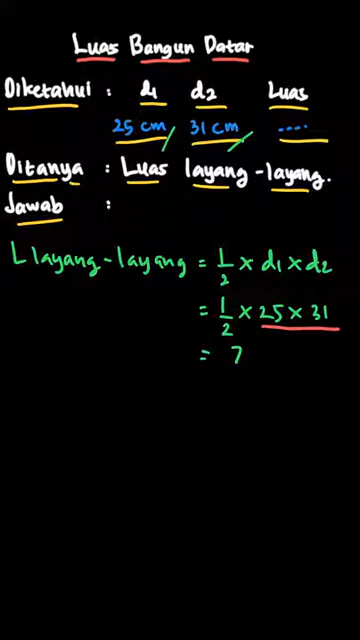 Luas Bangun Datar
Diketahui : d1 d2 Luas
25 cm 31 cm ....
Ditanya : Luas layang-layang.
Jawab :
L layang-layang = 1/2 × d1 × d2
= 1/2 × 25 × 31
= 7